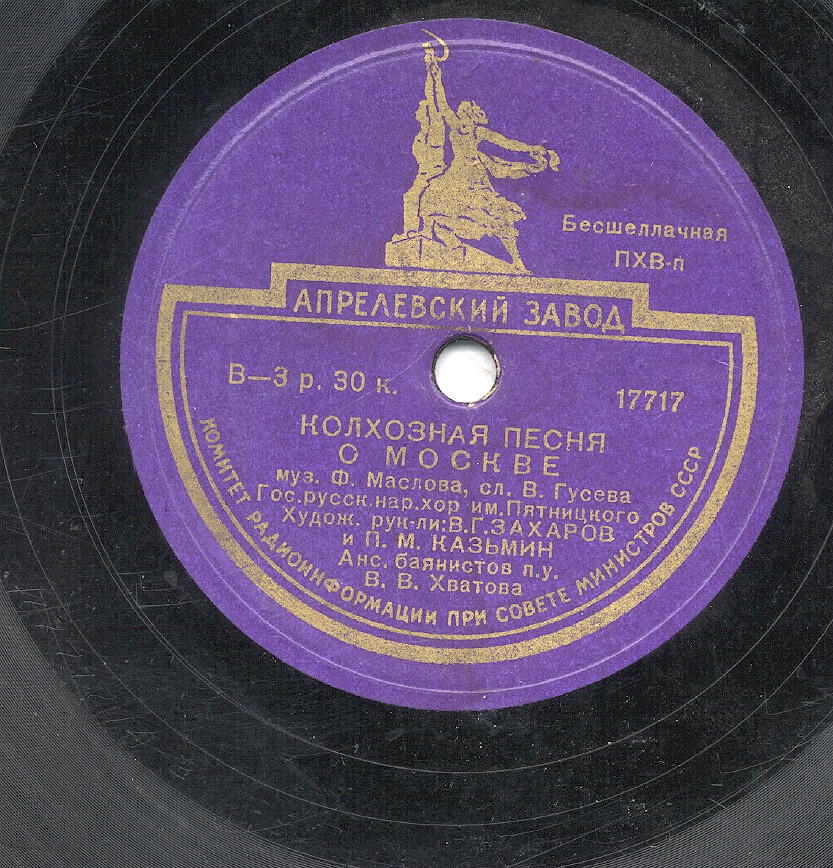 Бесшеллачная
ПХВ-п
АПРЕЛЕВСКИЙ ЗАВОД
В—3 р. 30 к.
17717
КОЛХОЗНАЯ ПЕСНЯ
О МОСКВЕ
муз. Ф. Маслова, сл. В. Гусева
Гос.русск.нар.хор им.Пятницкого
Худож. рук-ли:В.Г.ЗАХАРОВ
и П. М. КАЗЬМИН
Анс. баянистов п.у.
В. В. Хватова
КОМИТЕТ РАДИОИНФОРМАЦИИ ПРИ СОВЕТЕ МИНИСТРОВ СССР